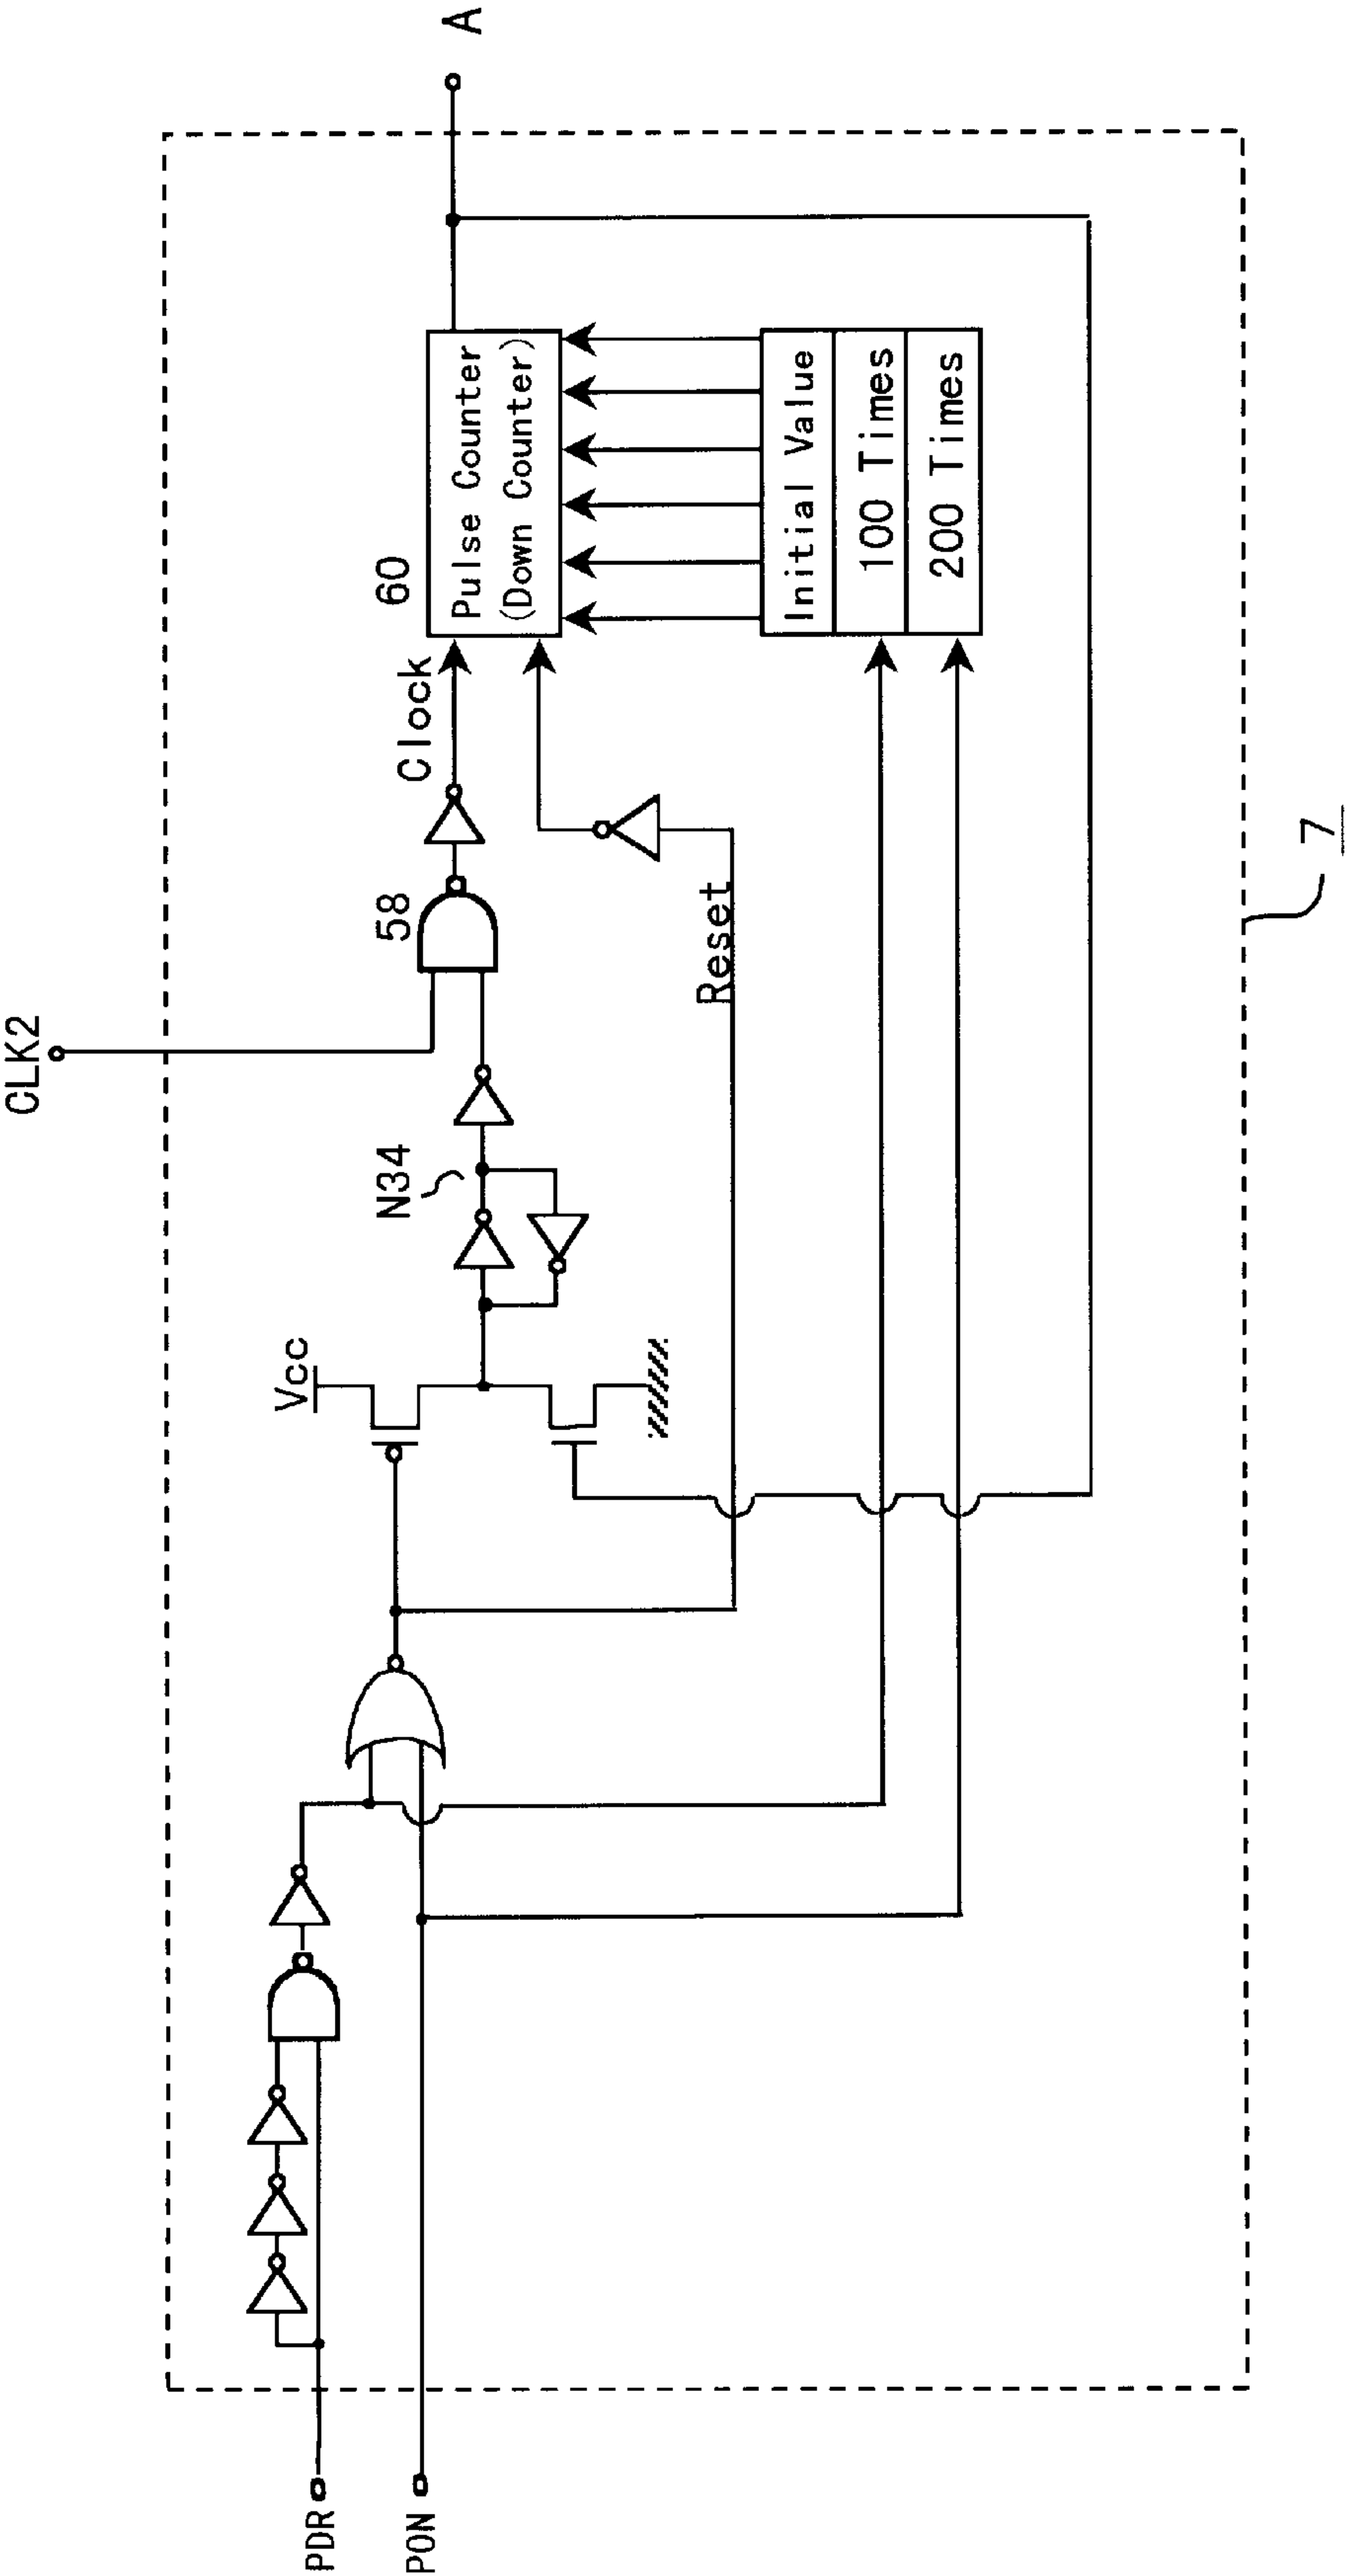 CLK2
A
60
Clock
Pulse Counter
(Down Counter)
58
N34
Vcc
Reset
Initial Value
100 Times
200 Times
PDR
PON
7